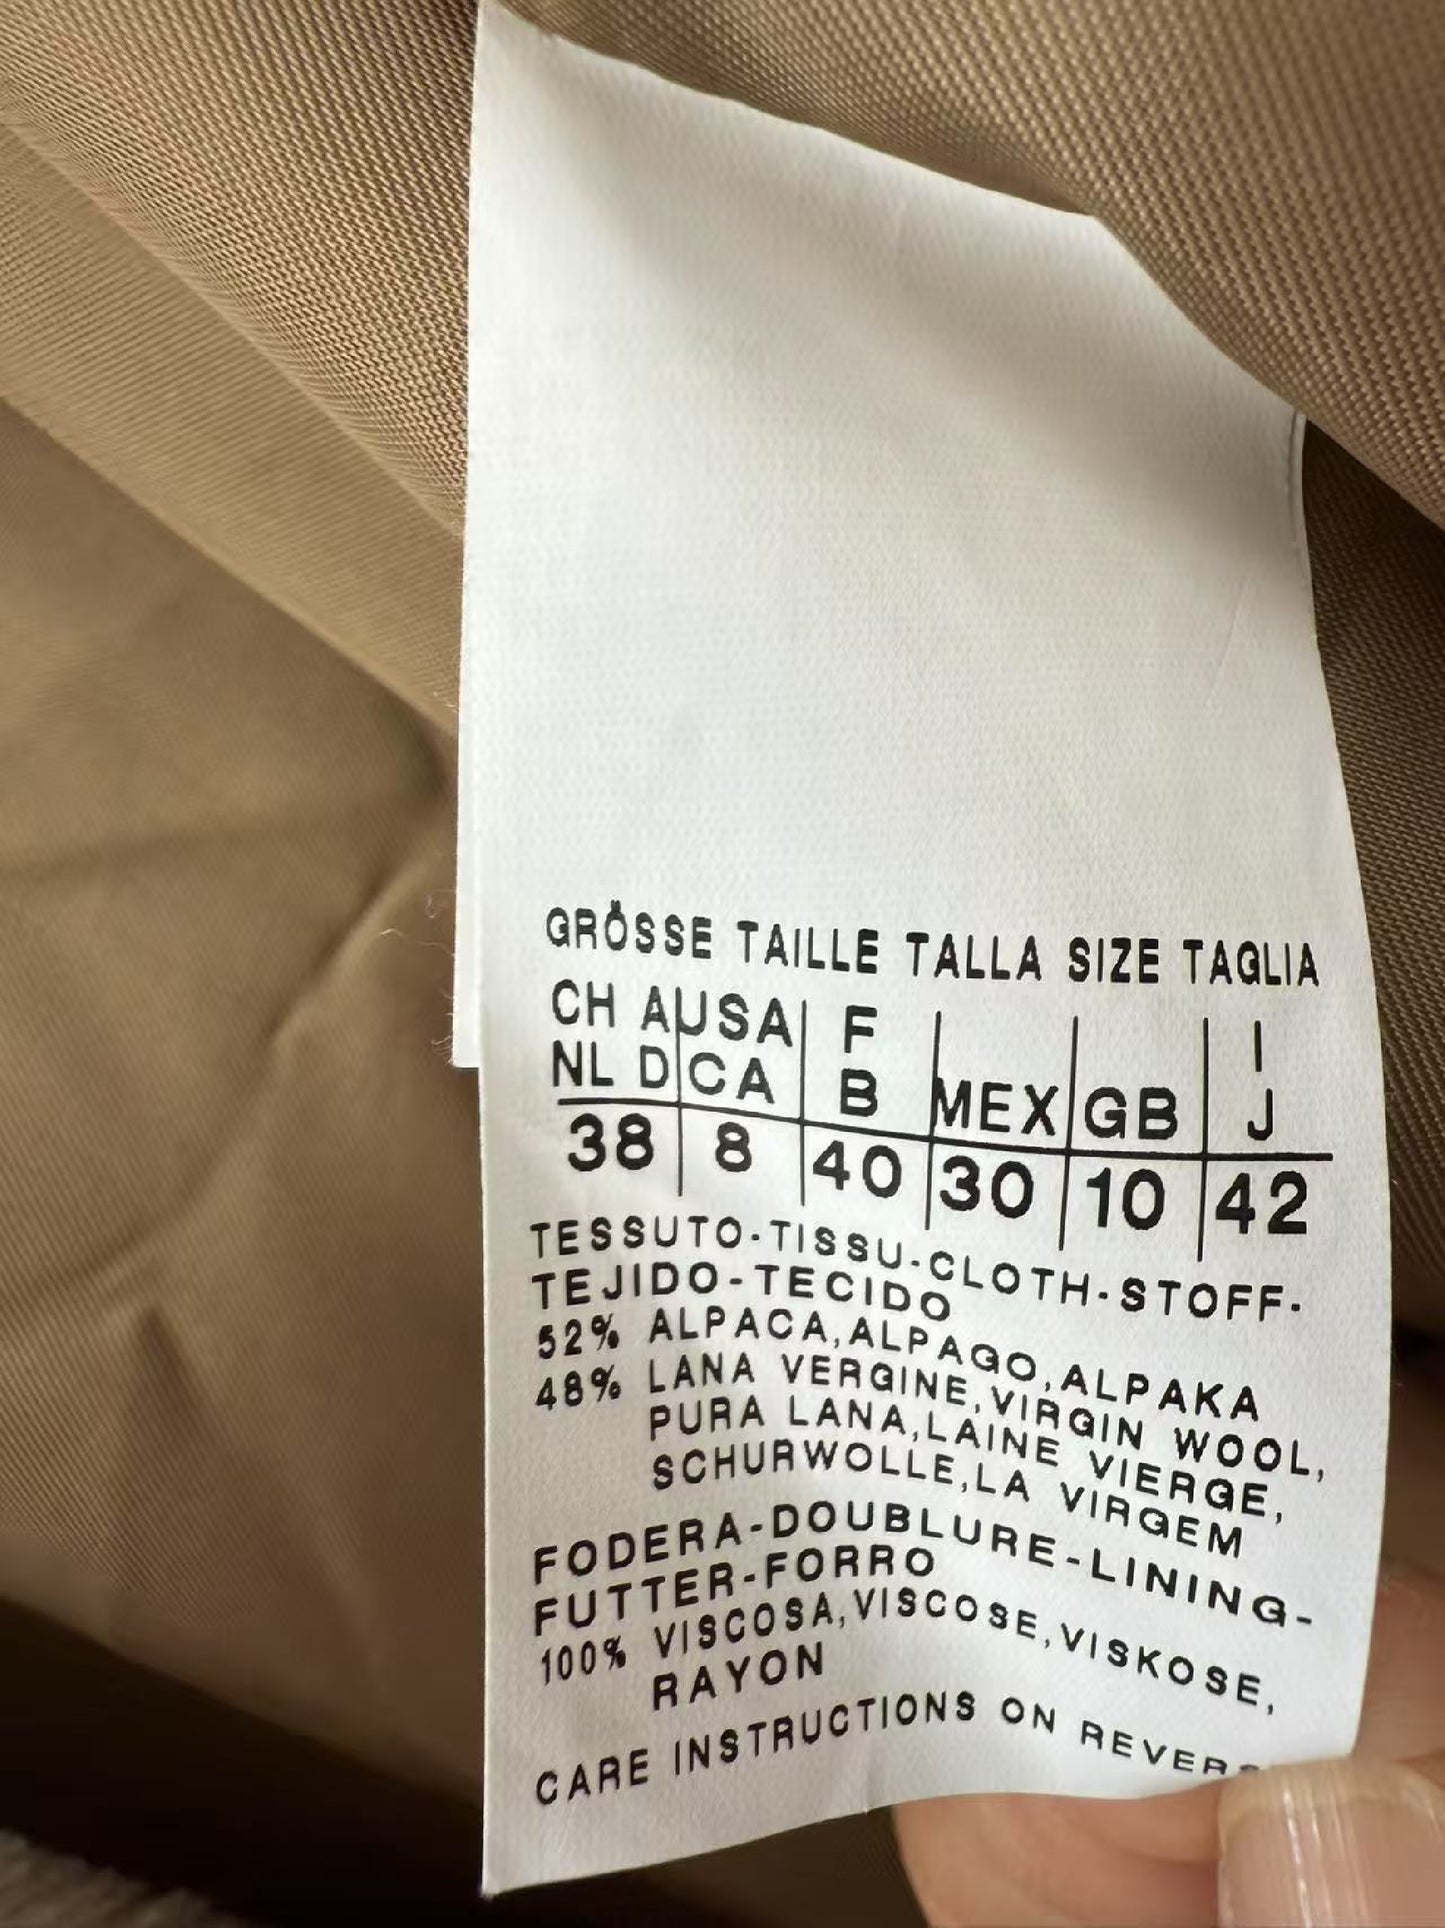 GRÖSSE TAILLE TALLA SIZE TAGLIA
CH A USA F I
NL D CA B MEX GB J
38 8 40 30 10 42
TESSUTO-TISSU-CLOTH-STOFF-
TEJIDO-TECIDO
52% ALPACA,ALPAGO,ALPAKA
48% LANA VERGINE,VIRGIN WOOL,
PURA LANA,LAINE VIERGE,
SCHURWOLLE,LA VIRGEM
FODERA-DOUBLURE-LINING-
FUTTER-FORRO
100% VISCOSA,VISCOSE,VISKOSE,
RAYON
CARE INSTRUCTIONS ON